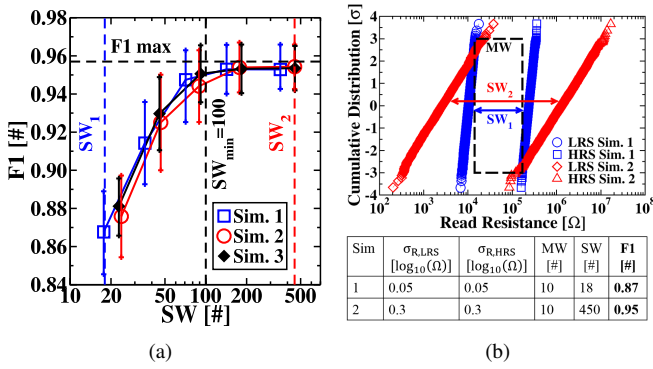 (a)
F1 [#]
0.96
0.94
0.92
0.90
0.88
0.86
0.84
F1 max
SW₁
SWmin=100
SW₂
Sim. 1
Sim. 2
Sim. 3
10
20
50
100
200
500
SW [#]
(a)
Cumulative Distribution [σ]
4
3
2
1
0
-1
-2
-3
-4
MW
SW₂
SW₁
LRS Sim. 1
HRS Sim. 1
LRS Sim. 2
HRS Sim. 2
10² 10³ 10⁴ 10⁵ 10⁶ 10⁷
Read Resistance [Ω]
Sim σR,LRS [log₁₀(Ω)] σR,HRS [log₁₀(Ω)] MW [#] SW [#] F1 [#]
1 0.05 0.05 10 18 0.87
2 0.3 0.3 10 450 0.95
(b)